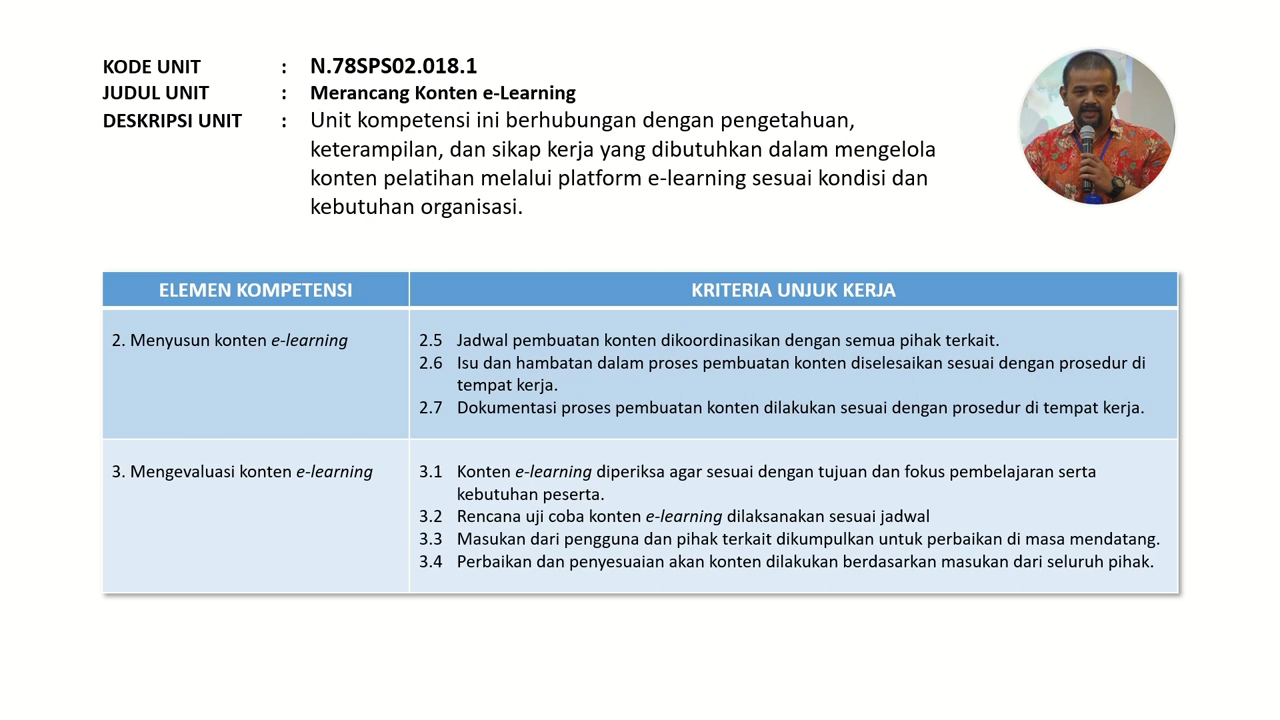 KODE UNIT : N.78SPS02.018.1
JUDUL UNIT : Merancang Konten e-Learning
DESKRIPSI UNIT : Unit kompetensi ini berhubungan dengan pengetahuan,
keterampilan, dan sikap kerja yang dibutuhkan dalam mengelola
konten pelatihan melalui platform e-learning sesuai kondisi dan
kebutuhan organisasi.
ELEMEN KOMPETENSI
KRITERIA UNJUK KERJA
2. Menyusun konten e-learning
2.5 Jadwal pembuatan konten dikoordinasikan dengan semua pihak terkait.
2.6 Isu dan hambatan dalam proses pembuatan konten diselesaikan sesuai dengan prosedur di
tempat kerja.
2.7 Dokumentasi proses pembuatan konten dilakukan sesuai dengan prosedur di tempat kerja.
3. Mengevaluasi konten e-learning
3.1 Konten e-learning diperiksa agar sesuai dengan tujuan dan fokus pembelajaran serta
kebutuhan peserta.
3.2 Rencana uji coba konten e-learning dilaksanakan sesuai jadwal
3.3 Masukan dari pengguna dan pihak terkait dikumpulkan untuk perbaikan di masa mendatang.
3.4 Perbaikan dan penyesuaian akan konten dilakukan berdasarkan masukan dari seluruh pihak.